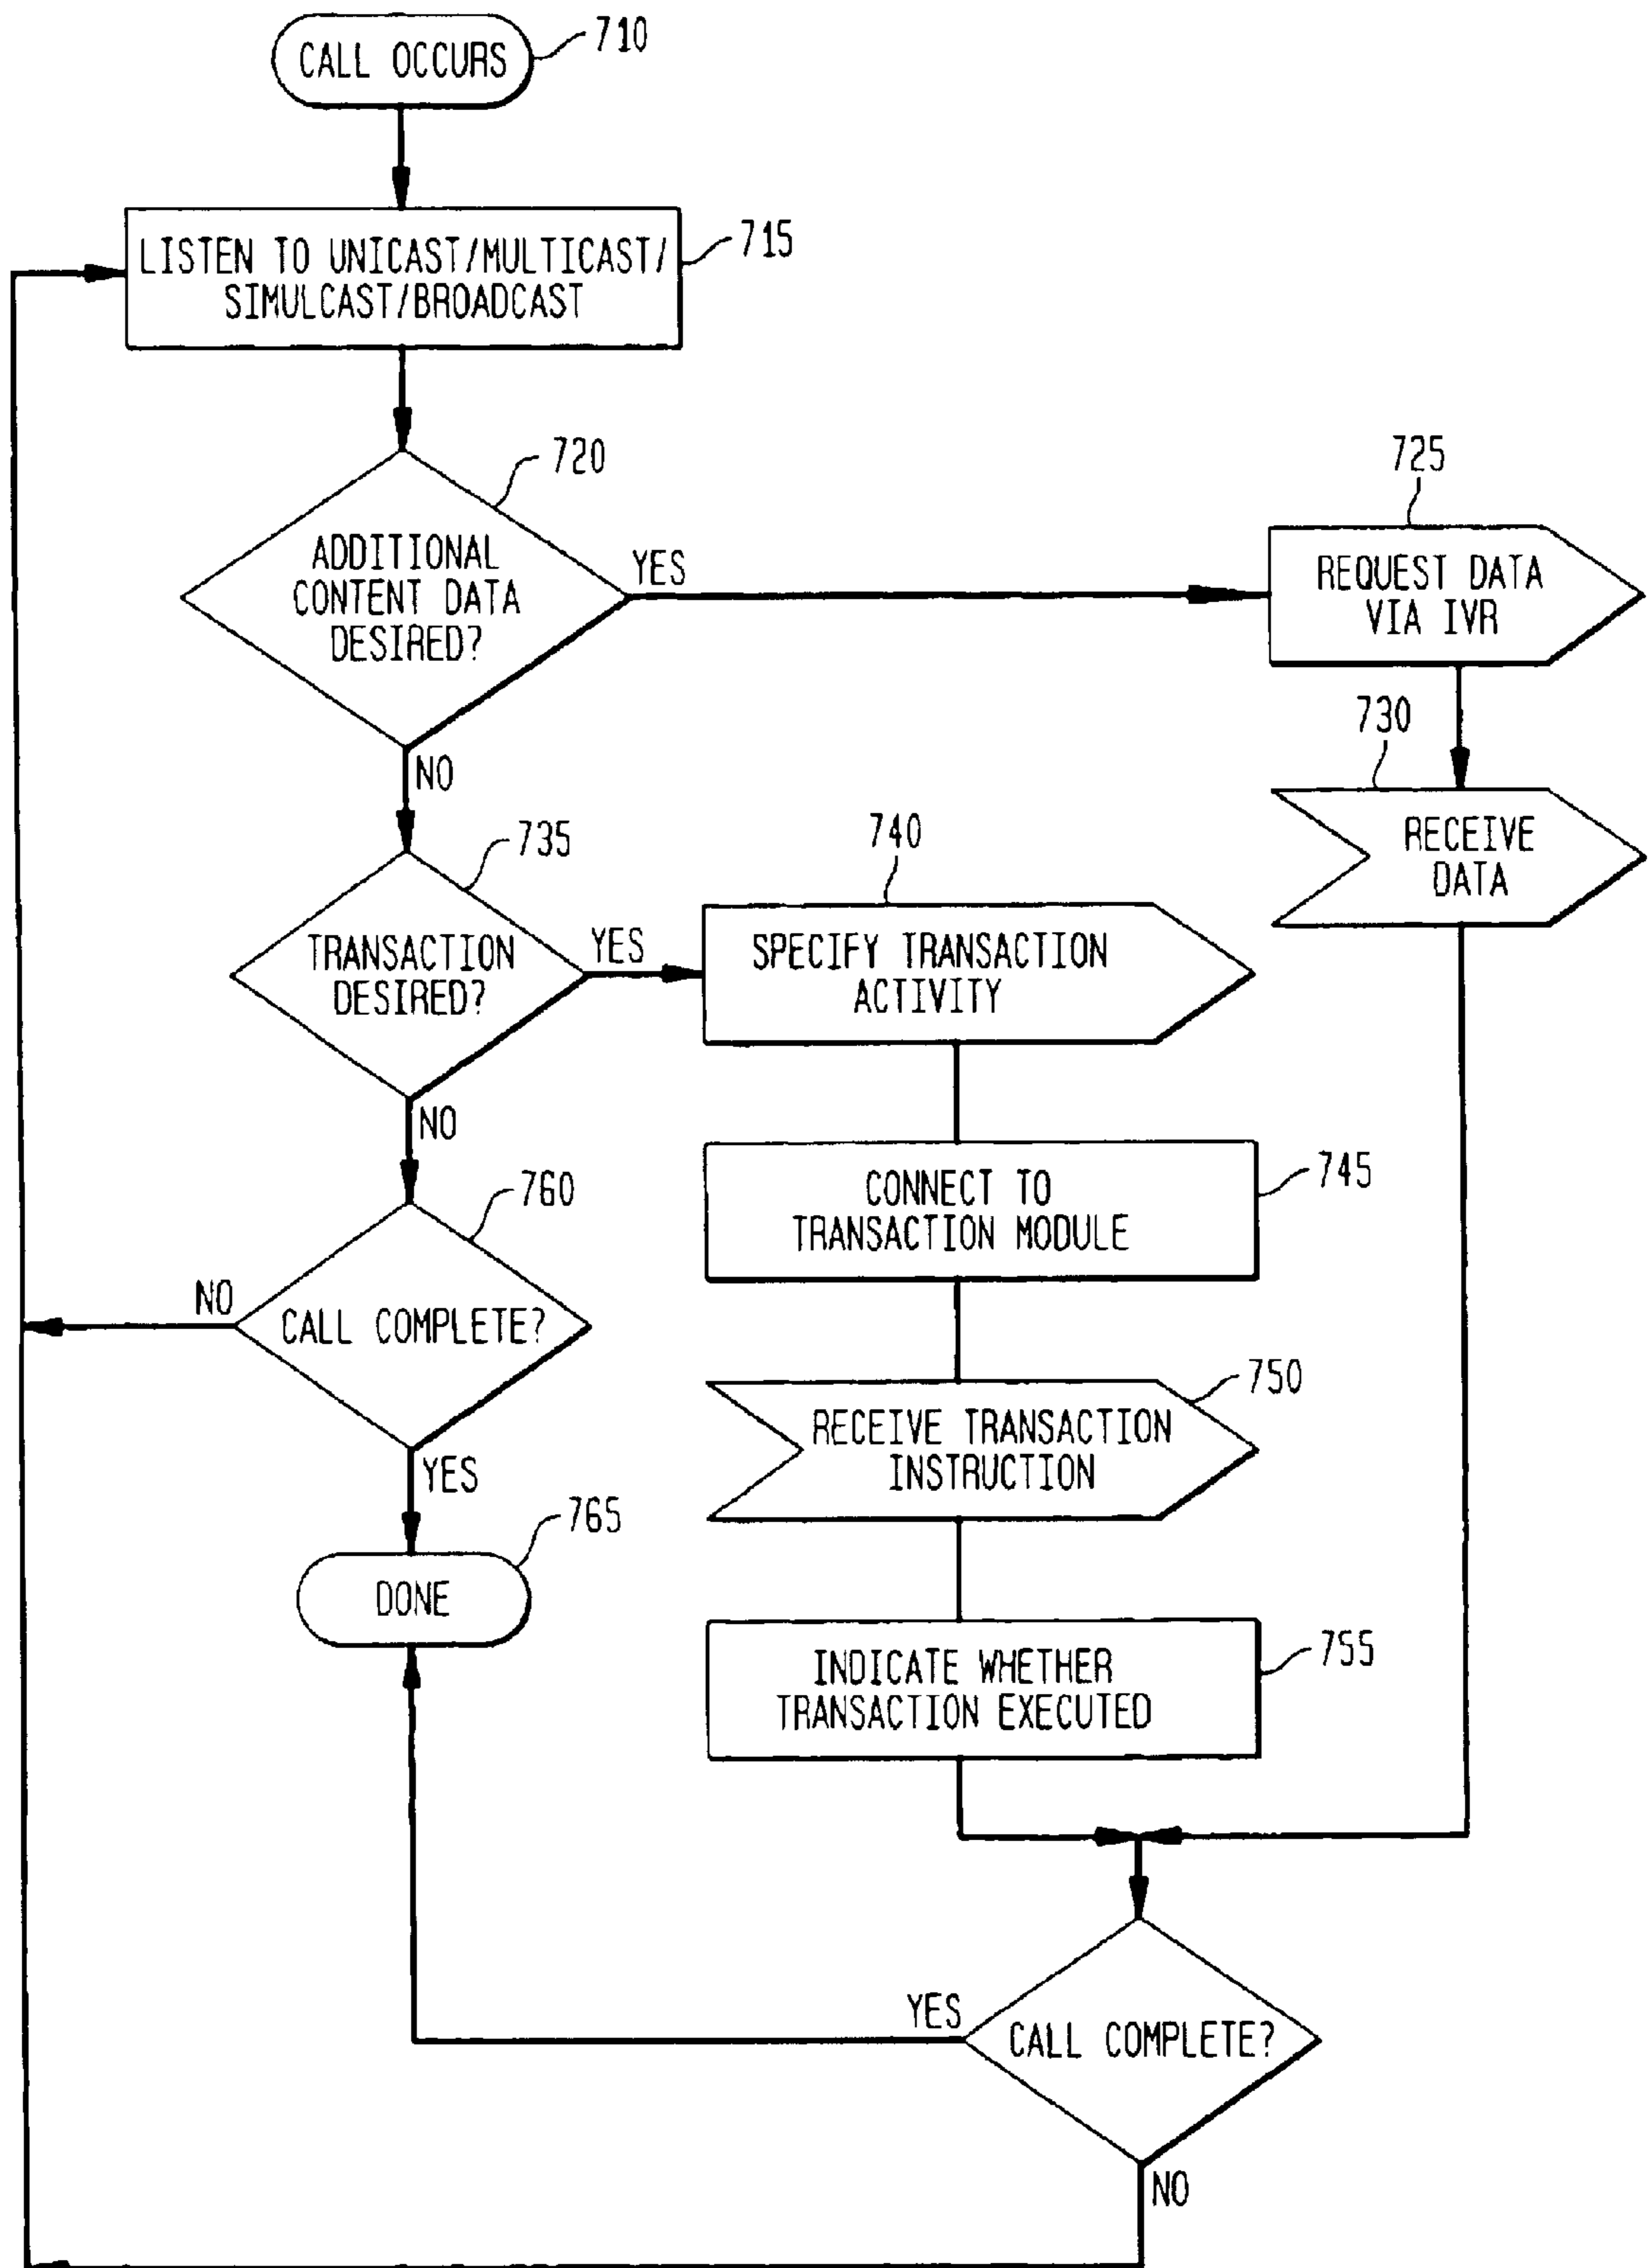 CALL OCCURS
710
LISTEN TO UNICAST/MULTICAST/
SIMULCAST/BROADCAST
715
720
ADDITIONAL
CONTENT DATA
DESIRED?
YES
NO
725
REQUEST DATA
VIA IVR
730
RECEIVE
DATA
735
TRANSACTION
DESIRED?
YES
NO
740
SPECIFY TRANSACTION
ACTIVITY
745
CONNECT TO
TRANSACTION MODULE
760
CALL COMPLETE?
NO
YES
750
RECEIVE TRANSACTION
INSTRUCTION
765
DONE
755
INDICATE WHETHER
TRANSACTION EXECUTED
YES
CALL COMPLETE?
NO